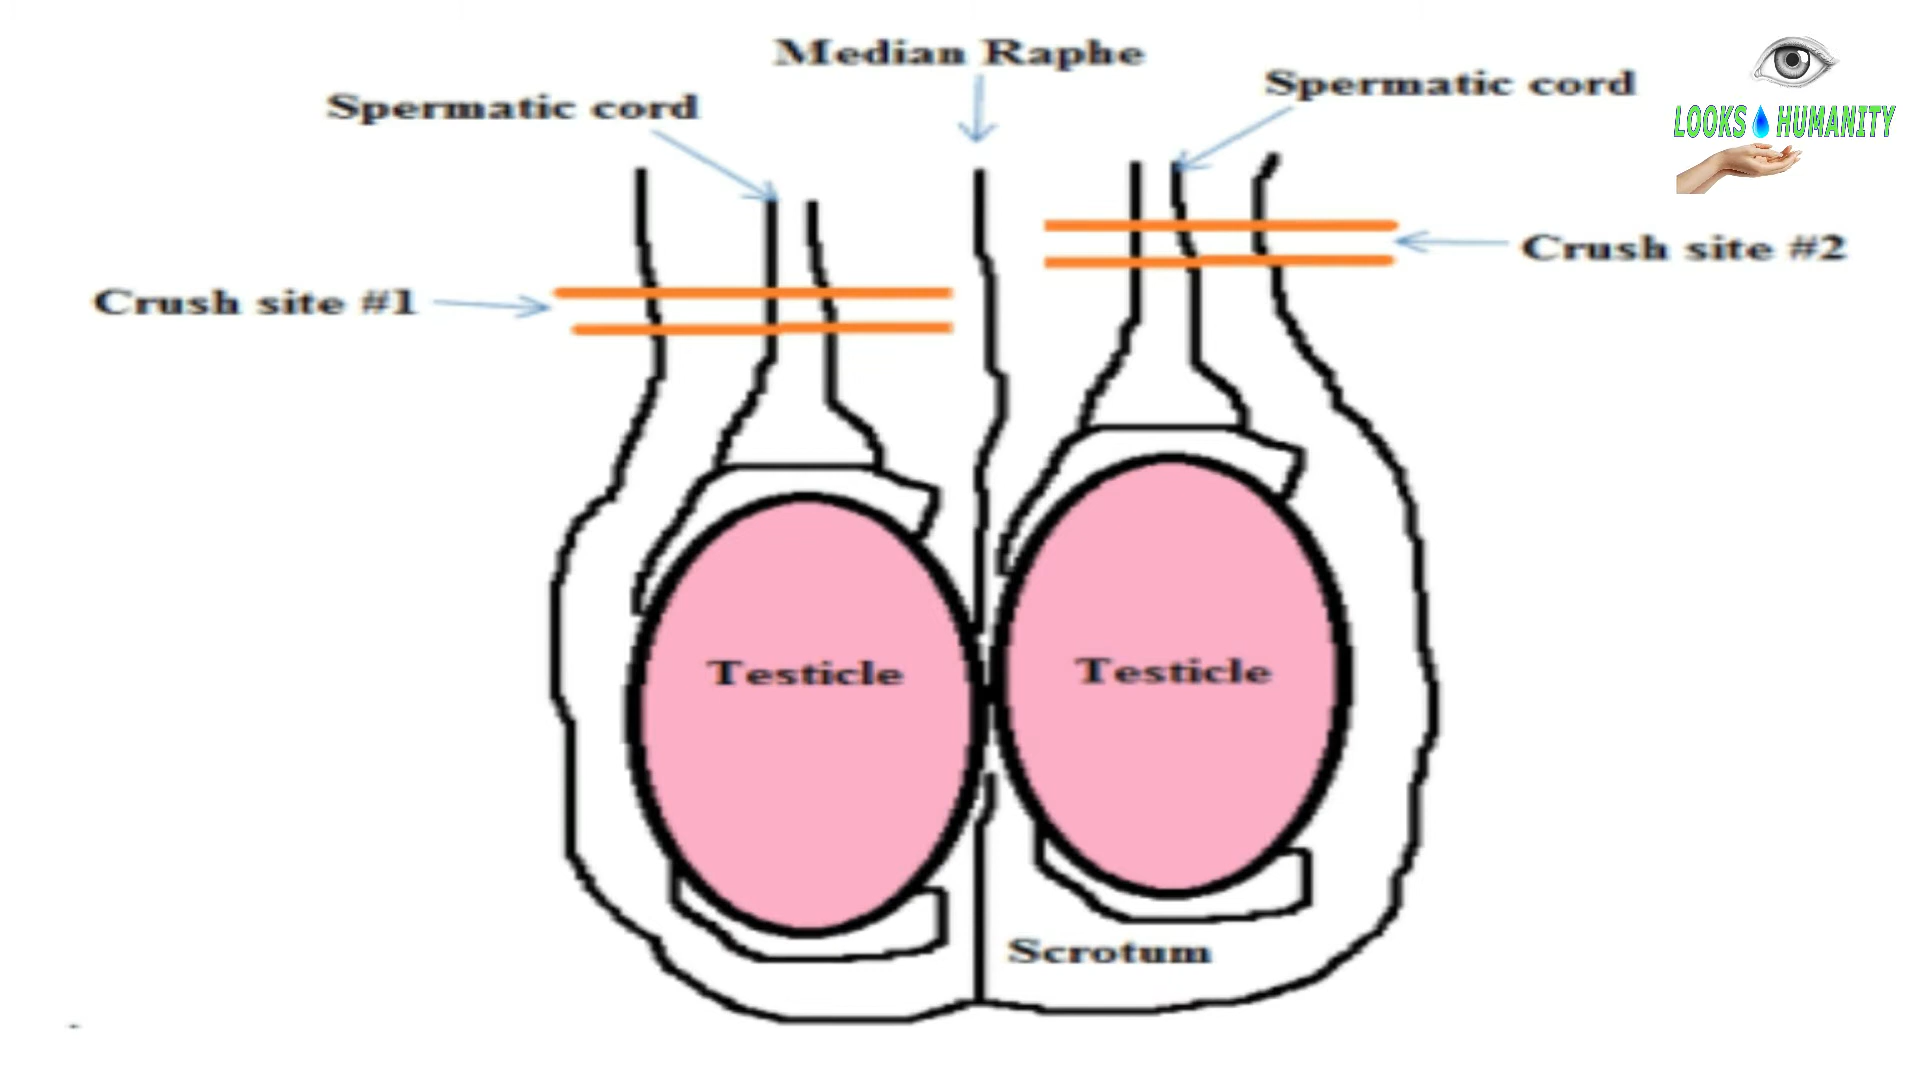 Median Raphe
Spermatic cord
Spermatic cord
LOOKS HUMANITY
Crush site #2
Crush site #1
Testicle
Testicle
Scrotum